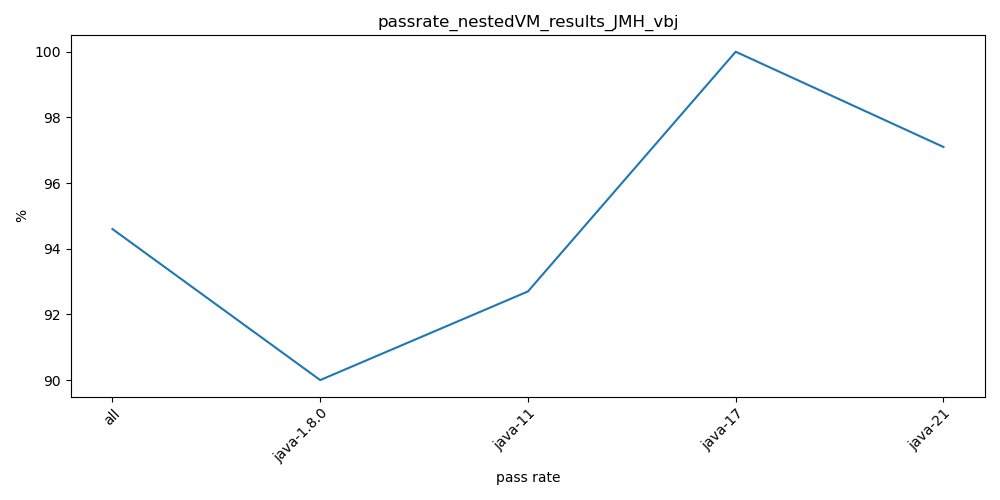 passrate_nestedVM_results_JMH_vbj
100
98
96
94
92
90
%
all
java-1.8.0
java-11
java-17
java-21
pass rate